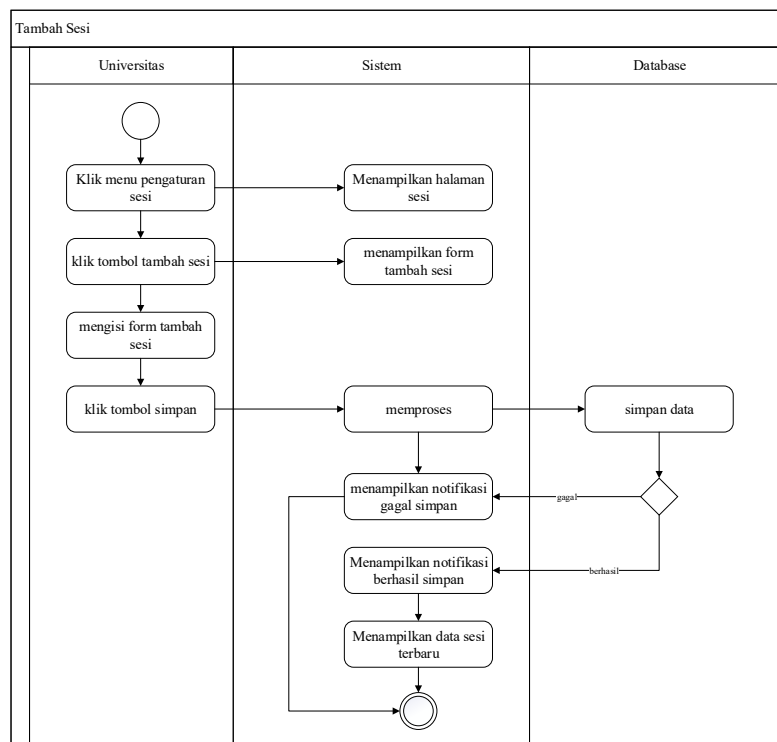 Tambah Sesi
Universitas
Sistem
Database
Klik menu pengaturan
sesi
Menampilkan halaman
sesi
klik tombol tambah sesi
menampilkan form
tambah sesi
mengisi form tambah
sesi
klik tombol simpan
memproses
simpan data
menampilkan notifikasi
gagal simpan
gagal
Menampilkan notifikasi
berhasil simpan
berhasil
Menampilkan data sesi
terbaru